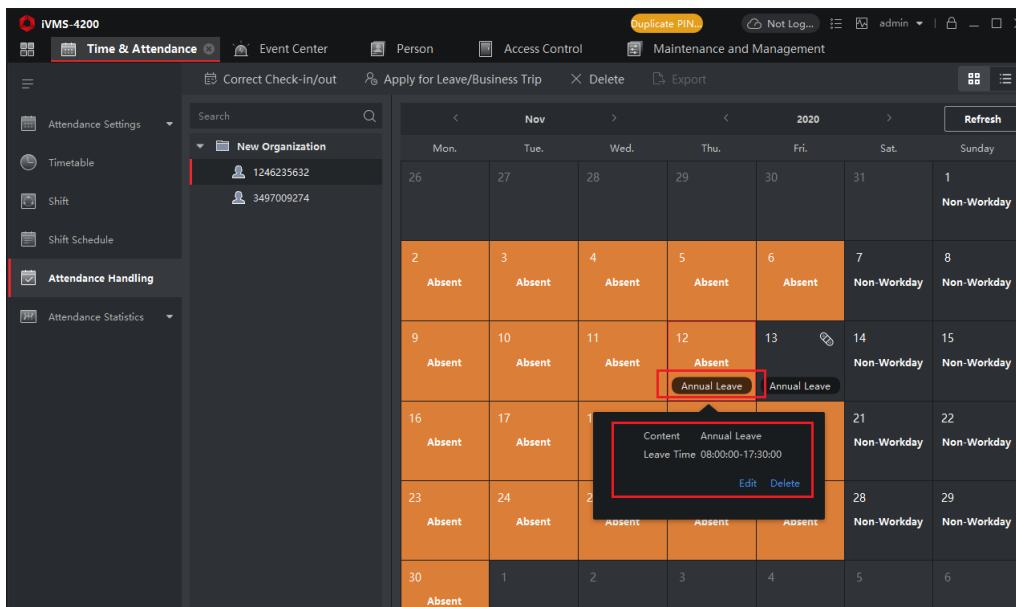 iVMS-4200 Duplicate PIN... Not Log... admin
Time & Attendance Event Center Person Access Control Maintenance and Management
Correct Check-in/out Apply for Leave/Business Trip Delete Export
Attendance Settings
Timetable
Shift
Shift Schedule
Attendance Handling
Attendance Statistics
Search
New Organization
1246235632
3497009274
< Nov > < 2020 > Refresh
Mon. Tue. Wed. Thu. Fri. Sat. Sunday
26 27 28 29 30 31 1
Non-Workday
2 3 4 5 6 7 8
Absent Absent Absent Absent Absent Non-Workday Non-Workday
9 10 11 12 13 14 15
Absent Absent Absent Absent Non-Workday Non-Workday
Annual Leave Annual Leave
16 17 1 21 22
Absent Absent Non-Workday Non-Workday
Content Annual Leave
Leave Time 08:00:00-17:30:00
Edit Delete
23 24 2 28 29
Absent Absent Absent Absent Absent Non-Workday Non-Workday
30 1 2 3 4 5 6
Absent